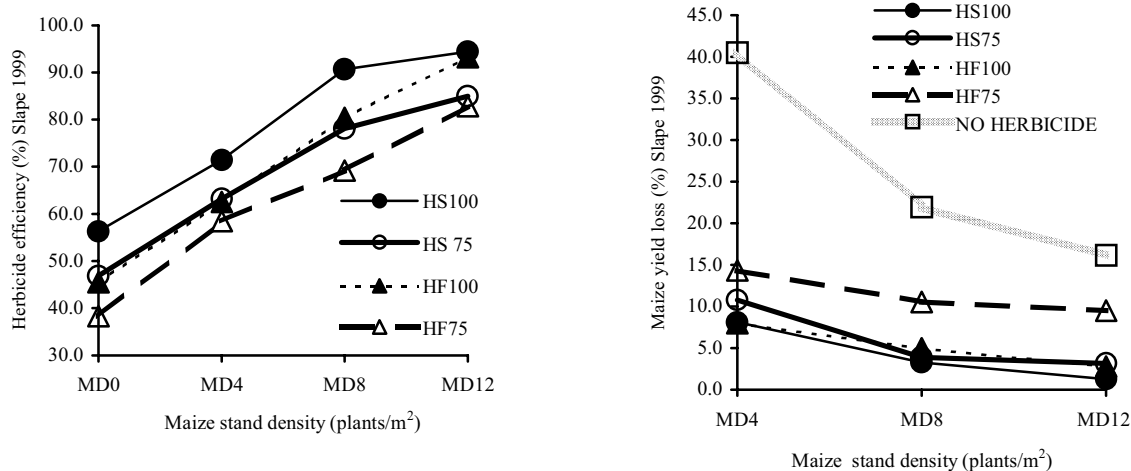 Herbicide efficiency (%) Slape 1999
100.0
90.0
80.0
70.0
60.0
50.0
40.0
30.0
HS100
HS 75
HF100
HF75
MD0 MD4 MD8 MD12
Maize stand density (plants/m²)
Maize yield loss (%) Slape 1999
45.0
40.0
35.0
30.0
25.0
20.0
15.0
10.0
5.0
0.0
HS100
HS75
HF100
HF75
NO HERBICIDE
MD4 MD8 MD12
Maize stand density (plants/m²)